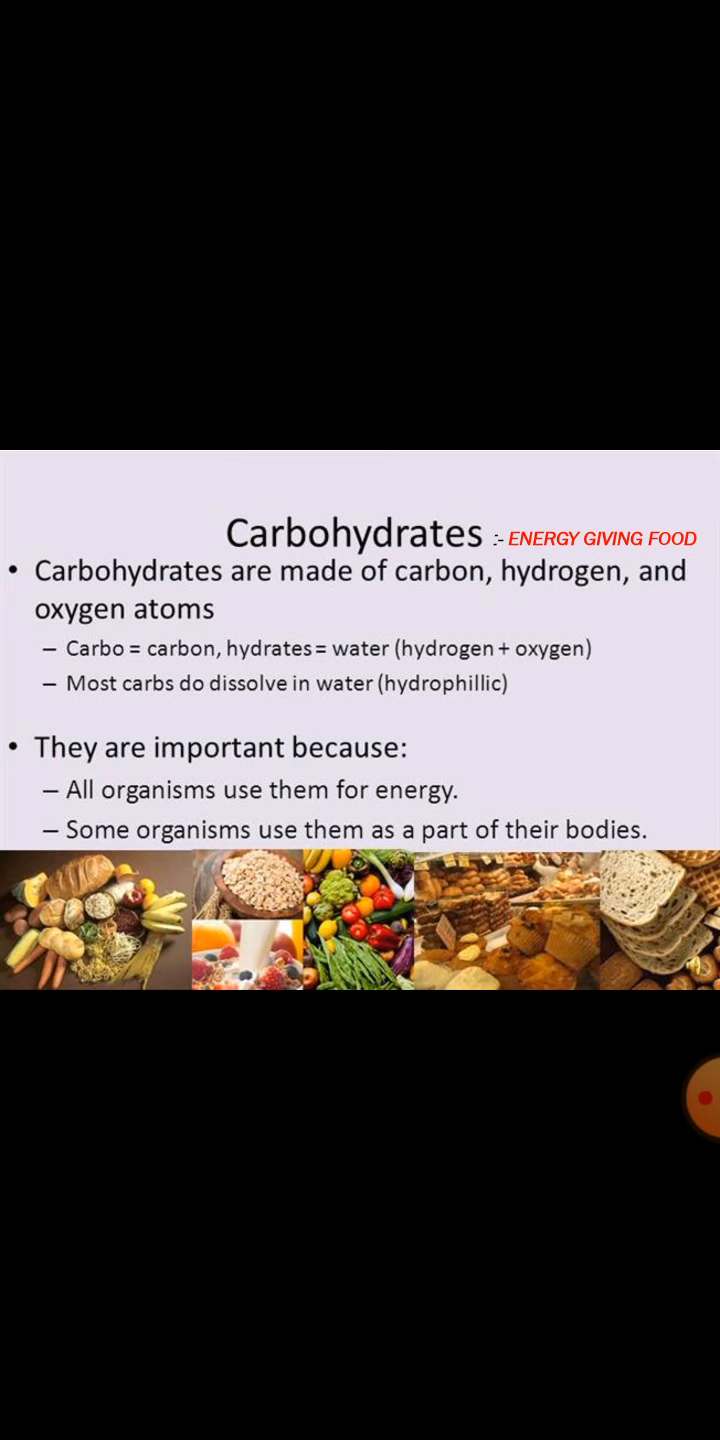 Carbohydrates :- ENERGY GIVING FOOD
• Carbohydrates are made of carbon, hydrogen, and
oxygen atoms
– Carbo = carbon, hydrates = water (hydrogen + oxygen)
– Most carbs do dissolve in water (hydrophillic)
• They are important because:
– All organisms use them for energy.
– Some organisms use them as a part of their bodies.